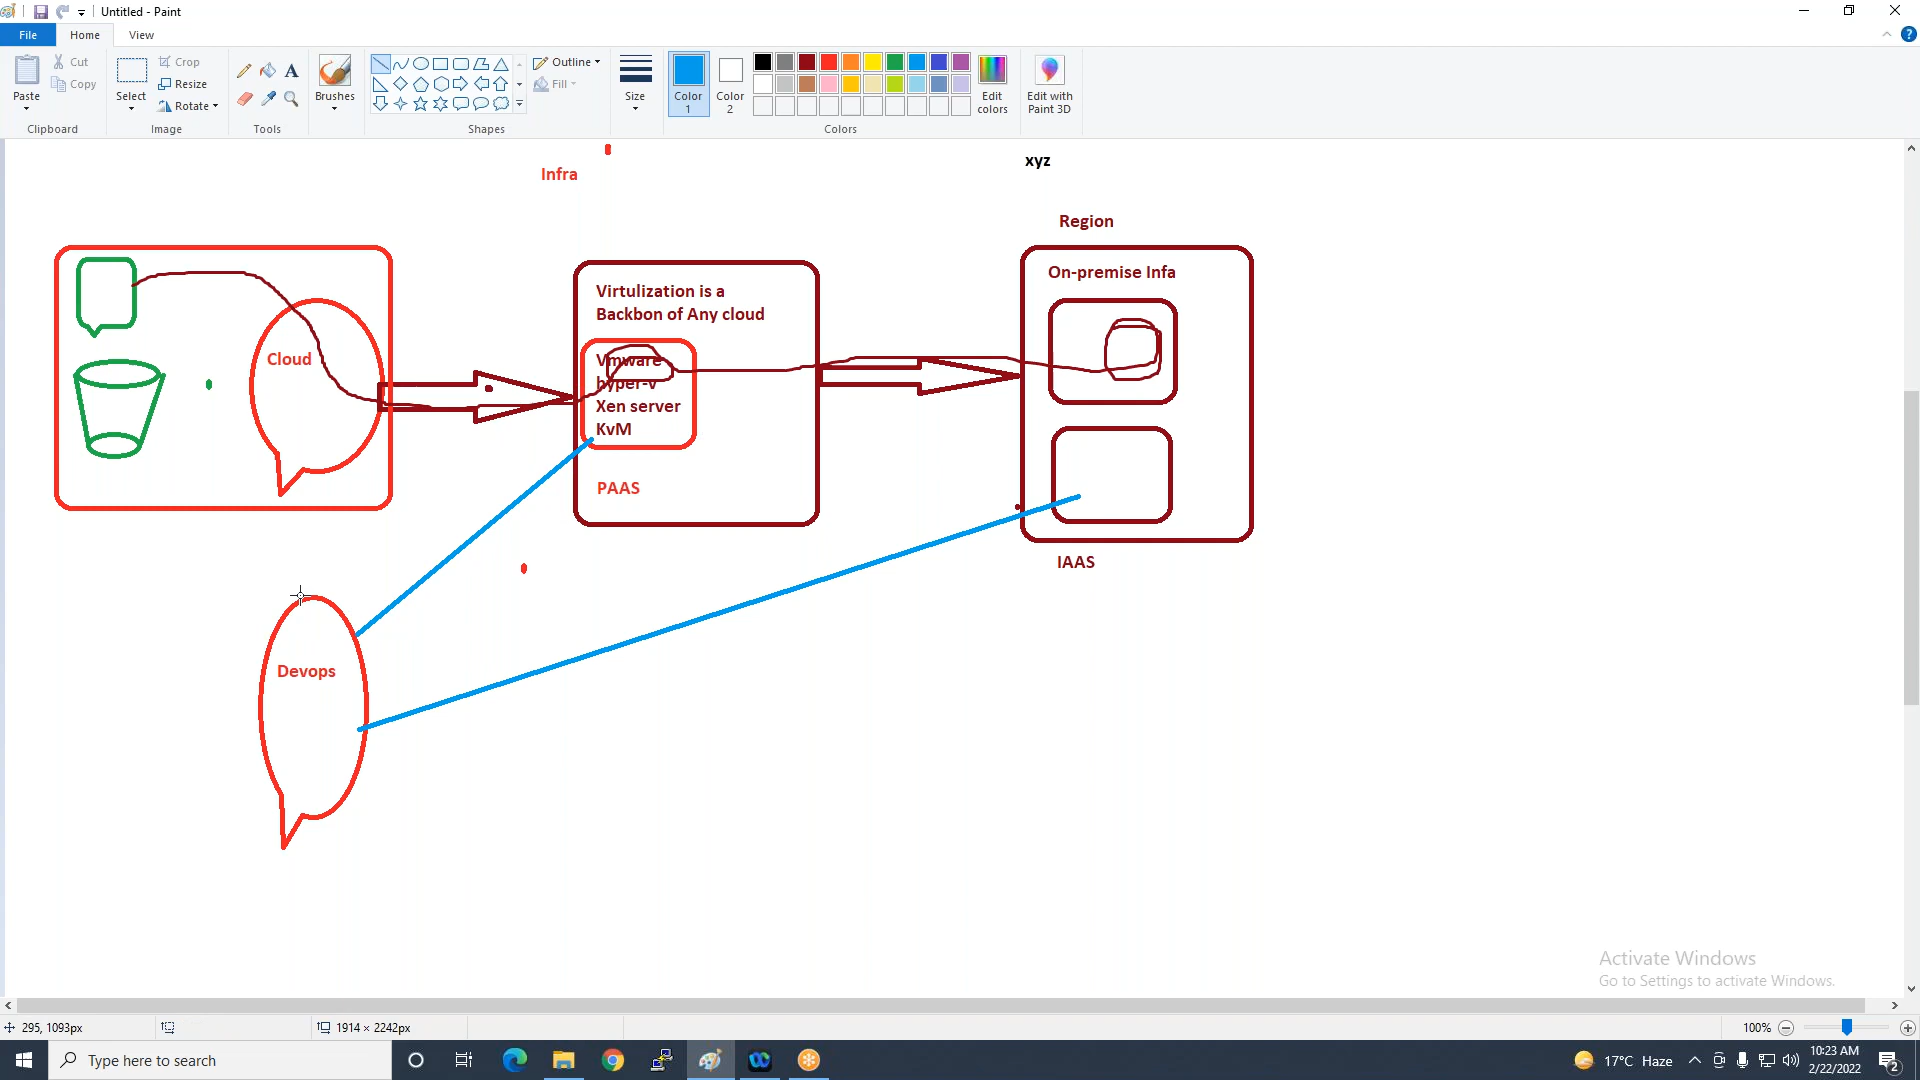 Untitled - Paint
File
Home
View
Paste
Cut
Copy
Clipboard
Select
Crop
Resize
Rotate
Image
Tools
Brushes
Shapes
Outline
Fill
Size
Color
1
Color
2
Colors
Edit
colors
Edit with
Paint 3D
Infra
xyz
Region
Cloud
Virtulization is a
Backbon of Any cloud
Vmware
hyper-v
Xen server
KvM
PAAS
On-premise Infa
IAAS
Devops
Activate Windows
Go to Settings to activate Windows.
295, 1093px
1914 × 2242px
100%
Type here to search
17°C Haze
10:23 AM
2/22/2022
2